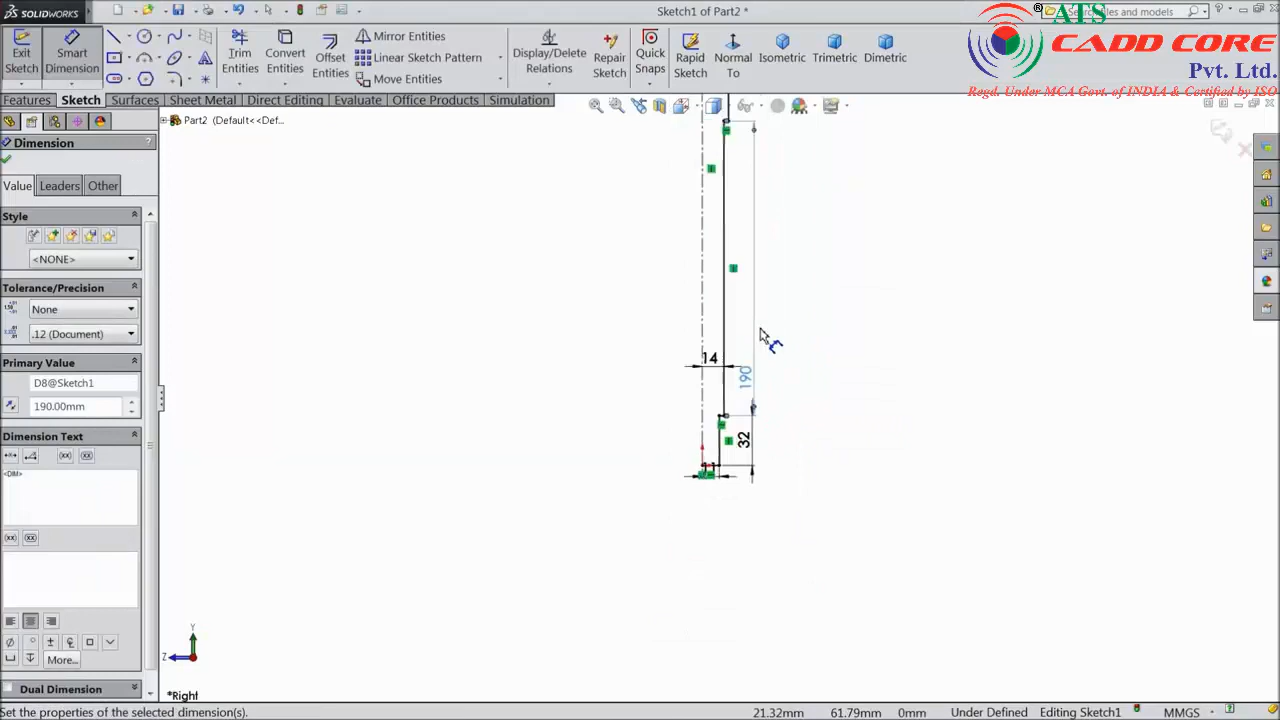 SOLIDWORKS
Sketch1 of Part2 *
Search files and models
ATS
®
CADD CORE
Pvt. Ltd.
Regd. Under MCA Govt. of INDIA & Certified by ISO
Exit Sketch
Smart Dimension
Trim Entities
Convert Entities
Offset Entities
Mirror Entities
Linear Sketch Pattern
Move Entities
Display/Delete Relations
Repair Sketch
Quick Snaps
Rapid Sketch
Normal To
Isometric
Trimetric
Dimetric
Features
Sketch
Surfaces
Sheet Metal
Direct Editing
Evaluate
Office Products
Simulation
Part2 (Default<<Def...
Dimension
?
Value
Leaders
Other
Style
<NONE>
Tolerance/Precision
None
.12 (Document)
Primary Value
D8@Sketch1
190.00mm
Dimension Text
<DIM>
More...
Dual Dimension
14
190
32
Y
Z
*Right
Set the properties of the selected dimension(s).
21.32mm
61.79mm
0mm
Under Defined
Editing Sketch1
MMGS